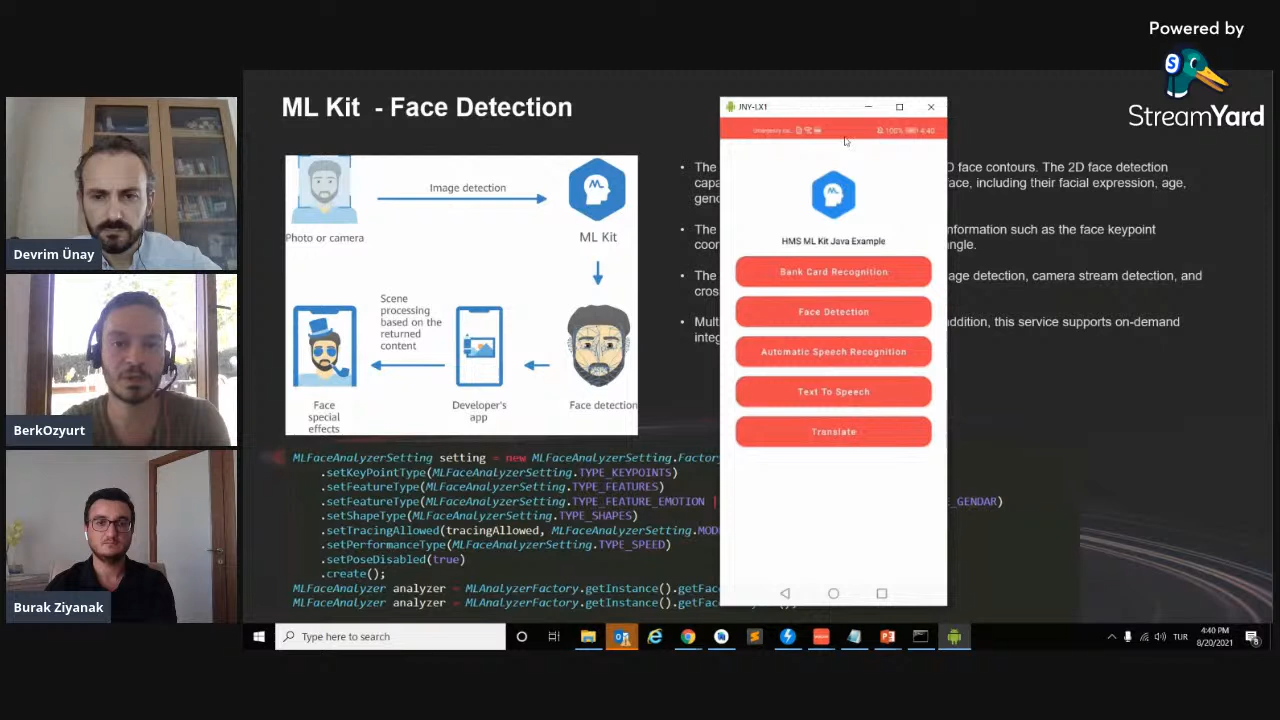 Powered by
StreamYard
Devrim Ünay
BerkOzyurt
Burak Ziyanak
ML Kit - Face Detection
Image detection
Photo or camera
ML Kit
Scene
processing
based on the
returned
content
Face
special
effects
Developer's
app
Face detection
The
D face contours. The 2D face detection
capa
ace, including their facial expression, age,
gen
The
nformation such as the face keypoint
coor
ngle.
The
age detection, camera stream detection, and
cros
Mult
ddition, this service supports on-demand
integ
JNY-LX1
100% 4:40
HMS ML Kit Java Example
Bank Card Recognition
Face Detection
Automatic Speech Recognition
Text To Speech
Translate
MLFaceAnalyzerSetting setting = new MLFaceAnalyzerSetting.Factory
.setKeyPointType(MLFaceAnalyzerSetting.TYPE_KEYPOINTS)
.setFeatureType(MLFaceAnalyzerSetting.TYPE_FEATURES)
.setFeatureType(MLFaceAnalyzerSetting.TYPE_FEATURE_EMOTION | E_GENDAR)
.setShapeType(MLFaceAnalyzerSetting.TYPE_SHAPES)
.setTracingAllowed(tracingAllowed, MLFaceAnalyzerSetting.MOD
.setPerformanceType(MLFaceAnalyzerSetting.TYPE_SPEED)
.setPoseDisabled(true)
.create();
MLFaceAnalyzer analyzer = MLAnalyzerFactory.getInstance().getFac
MLFaceAnalyzer analyzer = MLAnalyzerFactory.getInstance().getFac
Type here to search
TUR
4:40 PM
8/20/2021